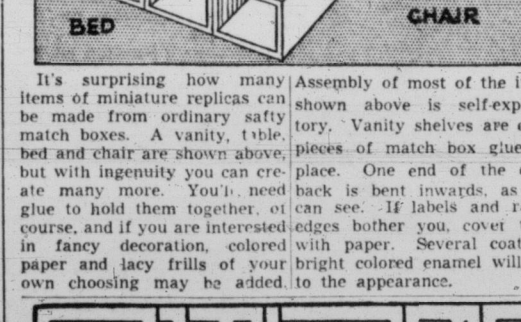 BED
CHAIR
It's surprising how many
items of miniature replicas can
be made from ordinary safty
match boxes. A vanity, table,
bed and chair are shown above,
but with ingenuity you can cre-
ate many more. You'll need
glue to hold them together, of
course, and if you are interested
in fancy decoration, colored
paper and lacy frills of your
own choosing may be added.
Assembly of most of the
shown above is self-exp
tory. Vanity shelves are
pieces of match box glue
place. One end of the
back is bent inwards, as
can see. If labels and
edges bother you, cover
with paper. Several coat
bright colored enamel will
to the appearance.